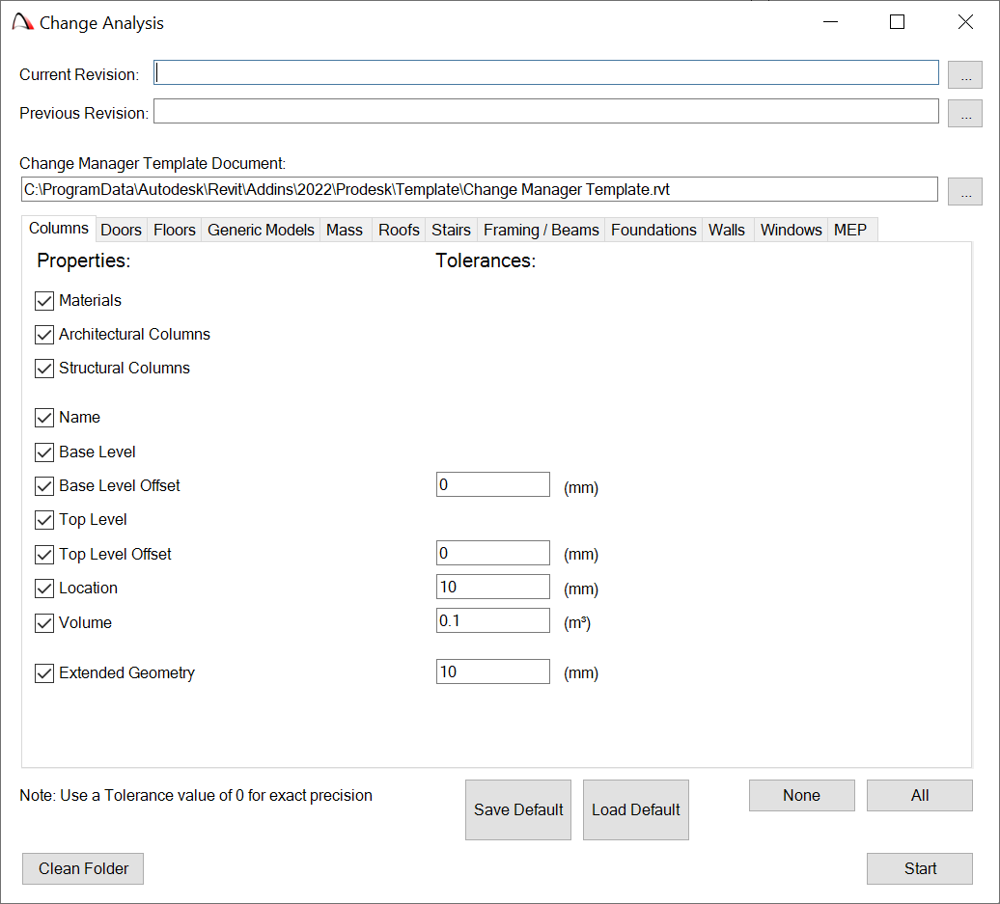 Change Analysis
Current Revision:
...
Previous Revision:
...
Change Manager Template Document:
C:\ProgramData\Autodesk\Revit\Addins\2022\Prodesk\Template\Change Manager Template.rvt
...
Columns Doors Floors Generic Models Mass Roofs Stairs Framing / Beams Foundations Walls Windows MEP
Properties: Tolerances:
Materials
Architectural Columns
Structural Columns
Name
Base Level
Base Level Offset 0 (mm)
Top Level
Top Level Offset 0 (mm)
Location 10 (mm)
Volume 0.1 (m³)
Extended Geometry 10 (mm)
Note: Use a Tolerance value of 0 for exact precision
Save Default Load Default None All
Clean Folder Start